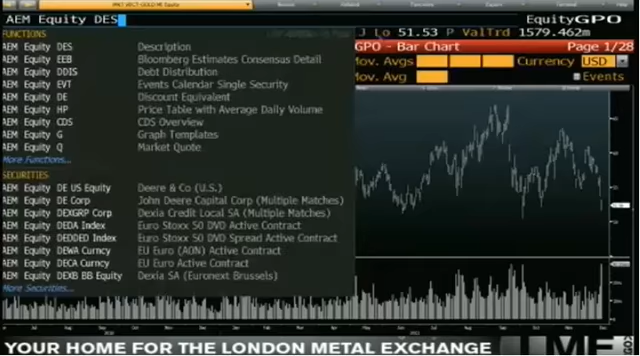 AEM Equity DES
EquityGPO
Lo 51.53 P ValTrd 1579.462m
GPO - Bar Chart Page 1/28
Mov. Avgs Currency USD
Mov. Avg Events
FUNCTIONS
AEM Equity DES Description
AEM Equity EEB Bloomberg Estimates Consensus Detail
AEM Equity DDIS Debt Distribution
AEM Equity EVT Events Calendar Single Security
AEM Equity DE Discount Equivalent
AEM Equity HP Price Table with Average Daily Volume
AEM Equity CDS CDS Overview
AEM Equity G Graph Templates
AEM Equity Q Market Quote
More Functions...
SECURITIES
AEM Equity DE US Equity Deere & Co (U.S.)
AEM Equity DE Corp John Deere Capital Corp (Multiple Matches)
AEM Equity DEXGRP Corp Dexia Credit Local SA (Multiple Matches)
AEM Equity DEDA Index Euro Stoxx 50 DVD Active Contract
AEM Equity DEDDED Index Euro Stoxx 50 DVD Spread Active Contract
AEM Equity DEWA Curncy EU Euro (AON) Active Contract
AEM Equity DECA Curncy EU Euro Active Contract
AEM Equity DEXB BB Equity Dexia SA (Euronext Brussels)
More Securities...
YOUR HOME FOR THE LONDON METAL EXCHANGE